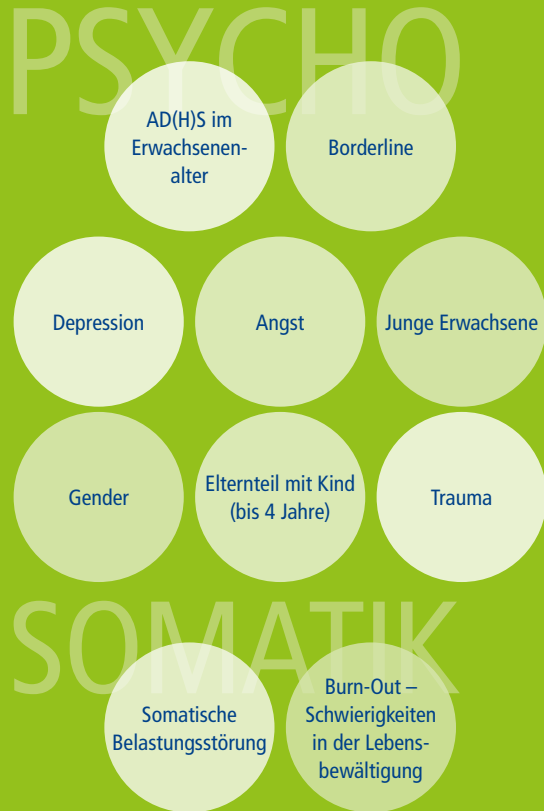 PSYCHO
AD(H)S im
Erwachsenen-
alter
Borderline
Depression
Angst
Junge Erwachsene
Gender
Elternteil mit Kind
(bis 4 Jahre)
Trauma
SOMATIK
Somatische
Belastungsstörung
Burn-Out –
Schwierigkeiten
in der Lebens-
bewältigung